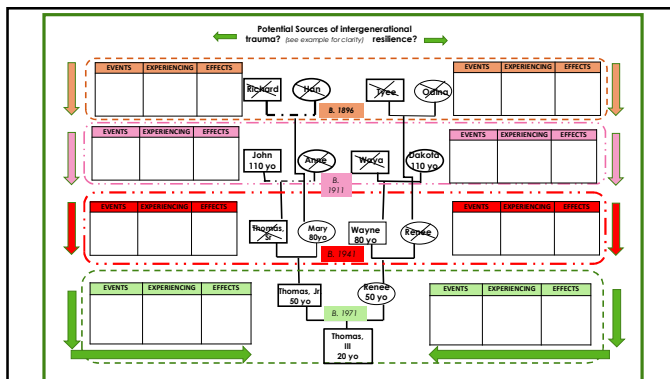 Potential Sources of intergenerational
trauma? (see example for clarity) resilience?
EVENTS EXPERIENCING EFFECTS
Richard
Han
Tyee
Odina
EVENTS EXPERIENCING EFFECTS
B. 1896
EVENTS EXPERIENCING EFFECTS
John
110 yo
Anne
Waya
Dakota
110 yo
EVENTS EXPERIENCING EFFECTS
B.
1911
EVENTS EXPERIENCING EFFECTS
Thomas,
Sr
Mary
80yo
Wayne
80 yo
Renee
EVENTS EXPERIENCING EFFECTS
B. 1941
EVENTS EXPERIENCING EFFECTS
Thomas, Jr
50 yo
Renee
50 yo
EVENTS EXPERIENCING EFFECTS
B. 1971
Thomas,
III
20 yo